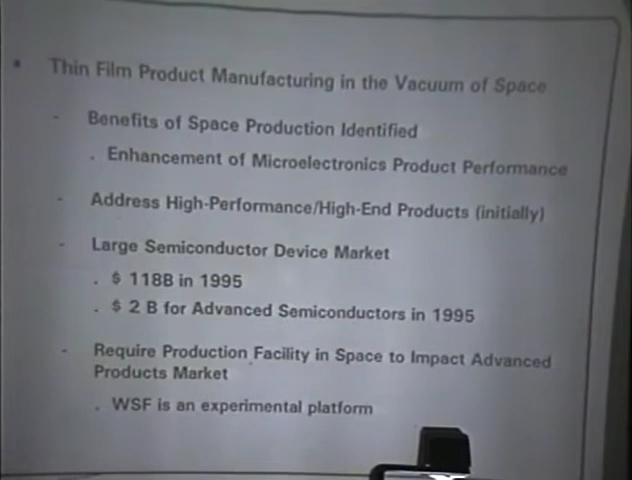 • Thin Film Product Manufacturing in the Vacuum of Space
- Benefits of Space Production Identified
. Enhancement of Microelectronics Product Performance
- Address High-Performance/High-End Products (initially)
- Large Semiconductor Device Market
. $ 118B in 1995
. $ 2 B for Advanced Semiconductors in 1995
- Require Production Facility in Space to Impact Advanced
Products Market
. WSF is an experimental platform